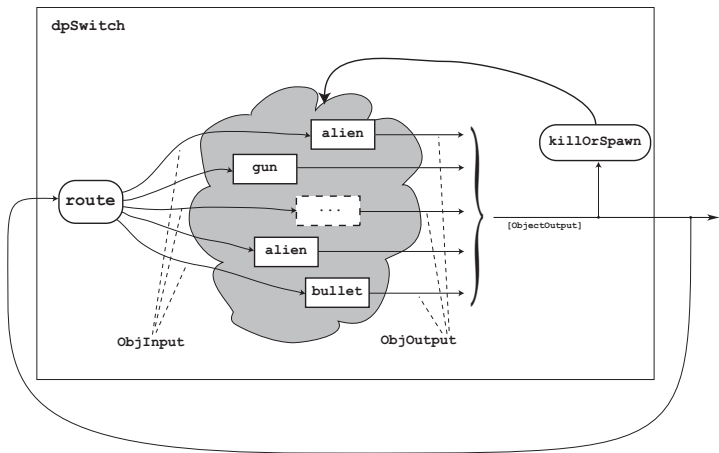 dpSwitch
alien
killOrSpawn
gun
route
...
[ObjectOutput]
alien
bullet
ObjInput
ObjOutput